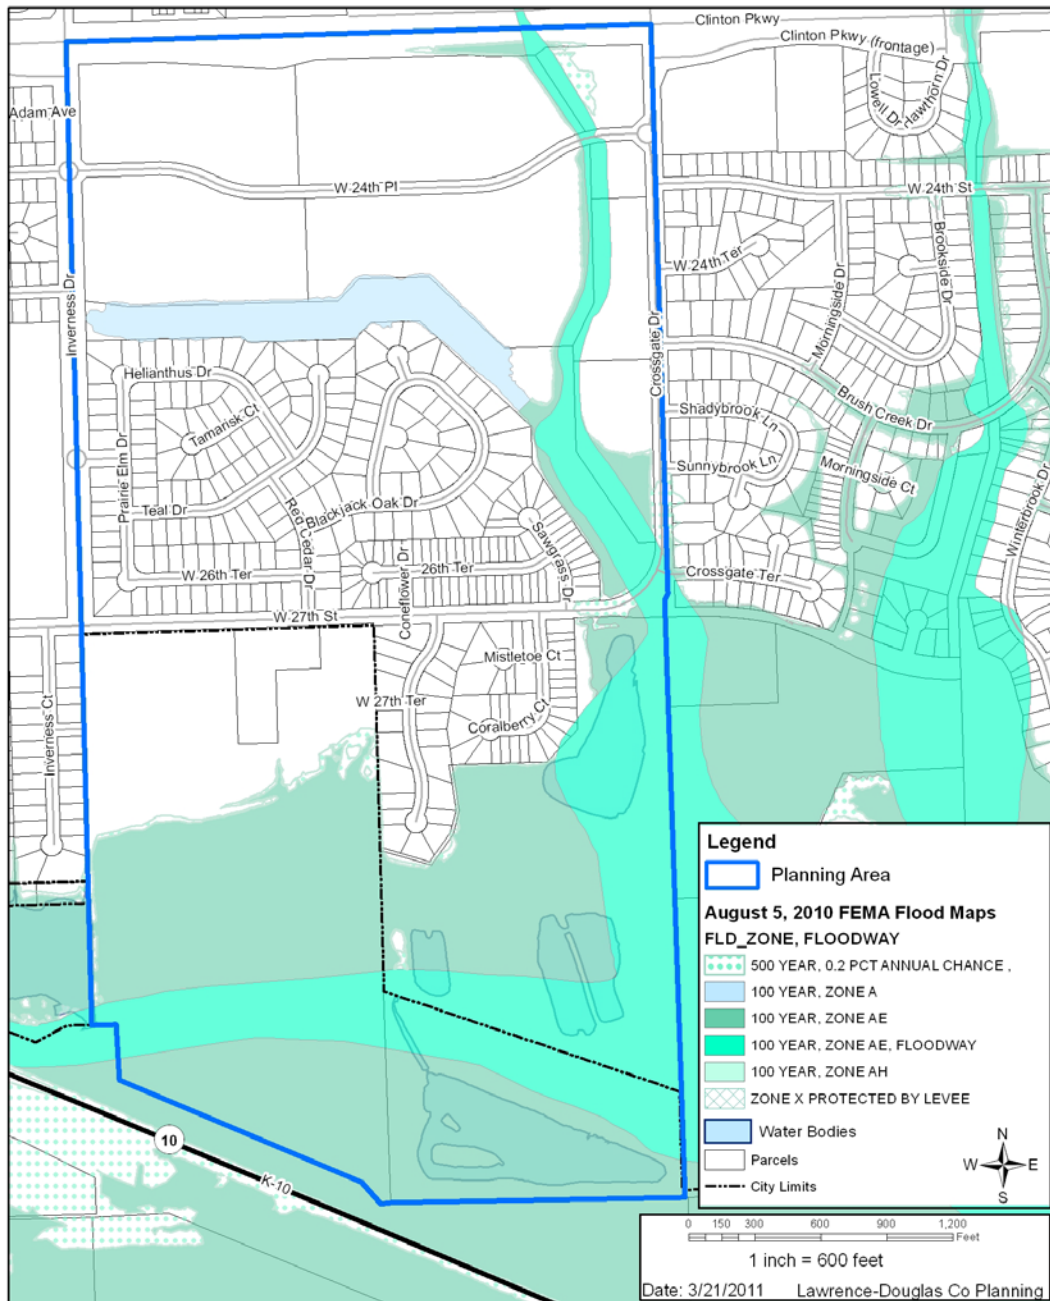 Clinton Pkwy
Clinton Pkwy (frontage)
Lowell Dr
Hawthorn Dr
Adam Ave
W 24th Pl
W 24th St
W 24th Ter
Brookside Dr
Morningside Dr
Inverness Dr
Crossgate Dr
Helianthus Dr
Tamarisk Ct
Prairie Elm Dr
Teal Dr
Red Cedar Dr
Blackjack Oak Dr
Brush Creek Dr
Shadybrook Ln
Sunnybrook Ln
Morningside Ct
Winterbrook Dr
Sawgrass Dr
Coneflower Dr
W 26th Ter
26th Ter
Crossgate Ter
W 27th St
Mistletoe Ct
W 27th Ter
Coralberry Ct
Inverness Ct
10
K-10
Legend
Planning Area
August 5, 2010 FEMA Flood Maps
FLD_ZONE, FLOODWAY
500 YEAR, 0.2 PCT ANNUAL CHANCE ,
100 YEAR, ZONE A
100 YEAR, ZONE AE
100 YEAR, ZONE AE, FLOODWAY
100 YEAR, ZONE AH
ZONE X PROTECTED BY LEVEE
Water Bodies
Parcels
City Limits
N
W E
S
0 150 300 600 900 1,200
Feet
1 inch = 600 feet
Date: 3/21/2011 Lawrence-Douglas Co Planning